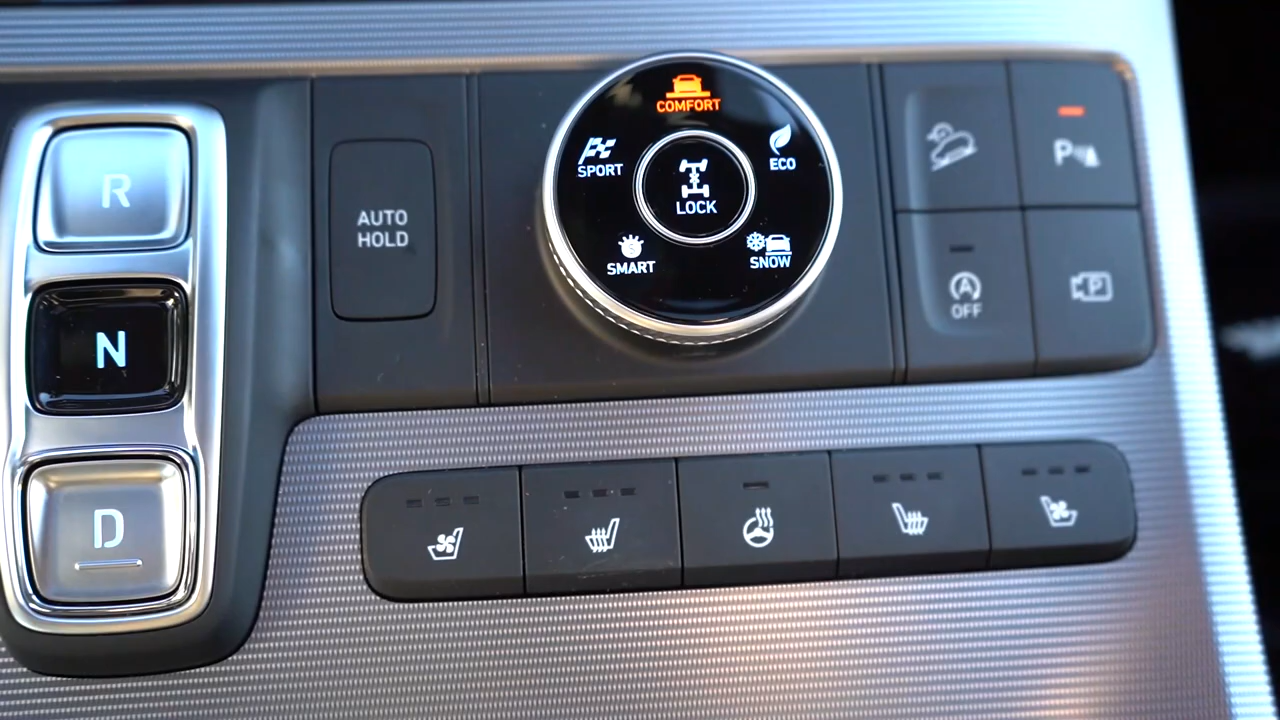 R
N
D
AUTO
HOLD
COMFORT
SPORT
ECO
LOCK
SMART
SNOW
P
A
OFF
P